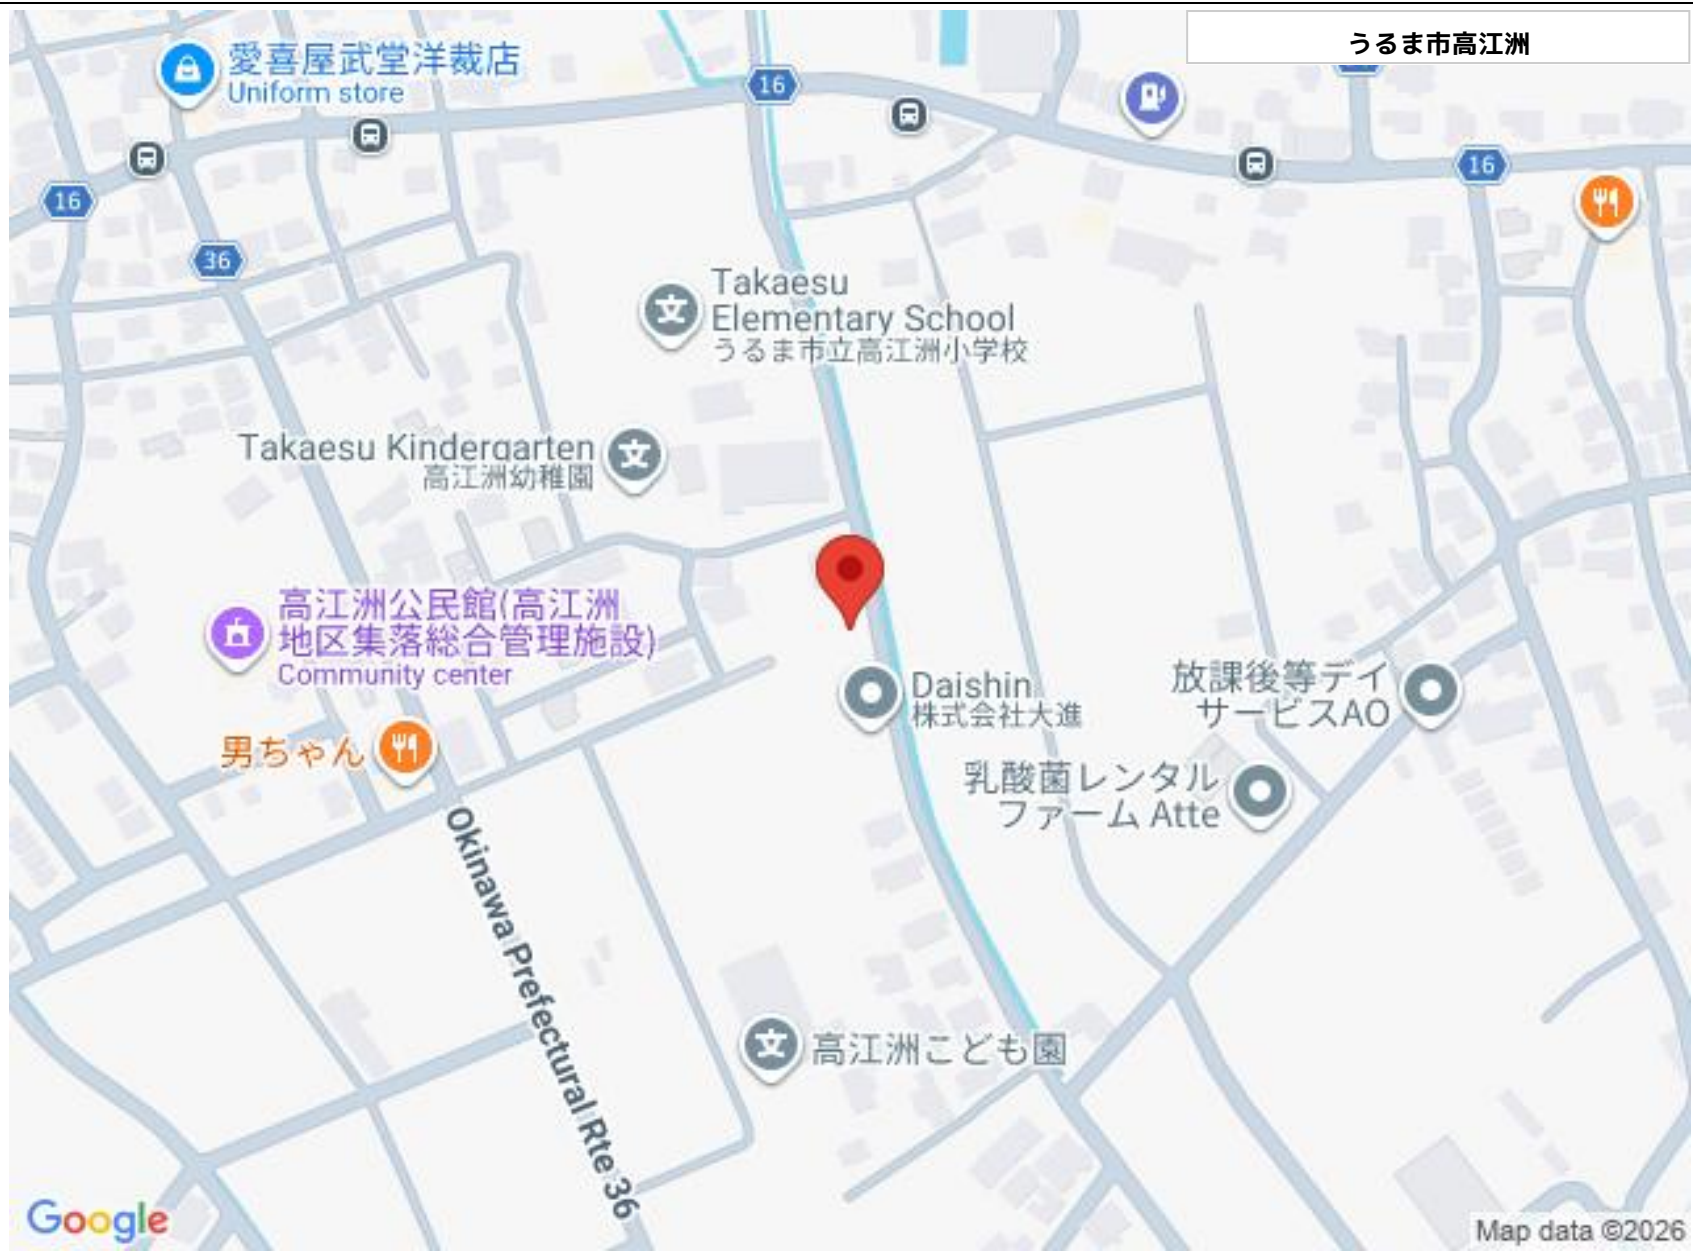 うるま市高江洲
愛喜屋武堂洋裁店
Uniform store
16
16
16
36
Takaesu
Elementary School
うるま市立高江洲小学校
Takaesu Kindergarten
高江洲幼稚園
高江洲公民館(高江洲
地区集落総合管理施設)
Community center
Daishin
株式会社大進
放課後等デイ
サービスAO
男ちゃん
乳酸菌レンタル
ファーム Atte
Okinawa Prefectural Rte 36
高江洲こども園
Google
Map data ©2026